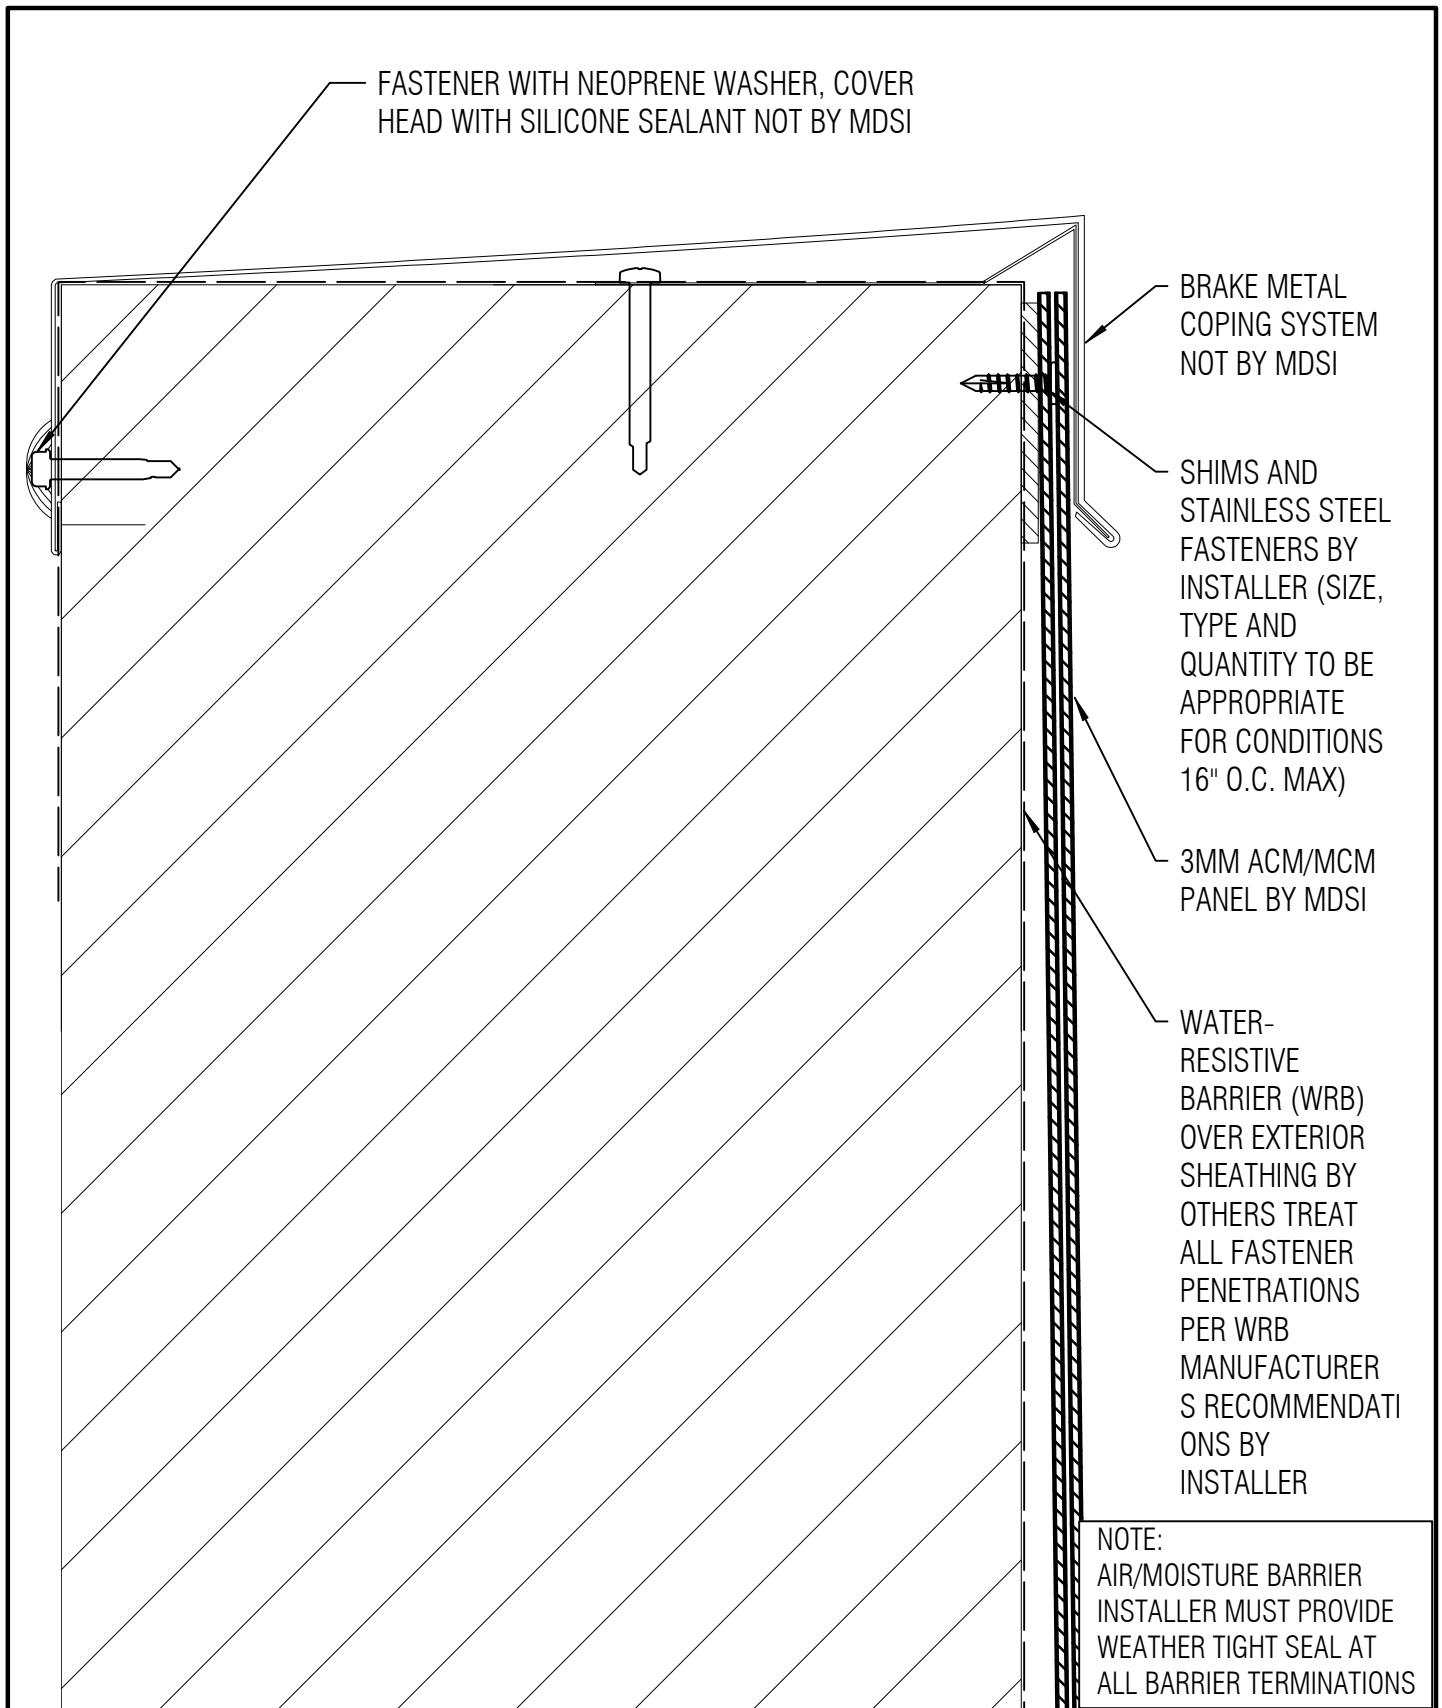 FASTENER WITH NEOPRENE WASHER, COVER
HEAD WITH SILICONE SEALANT NOT BY MDSI
BRAKE METAL
COPING SYSTEM
NOT BY MDSI
SHIMS AND
STAINLESS STEEL
FASTENERS BY
INSTALLER (SIZE,
TYPE AND
QUANTITY TO BE
APPROPRIATE
FOR CONDITIONS
16" O.C. MAX)
3MM ACM/MCM
PANEL BY MDSI
WATER-
RESISTIVE
BARRIER (WRB)
OVER EXTERIOR
SHEATHING BY
OTHERS TREAT
ALL FASTENER
PENETRATIONS
PER WRB
MANUFACTURER
S RECOMMENDATI
ONS BY
INSTALLER
NOTE:
AIR/MOISTURE BARRIER
INSTALLER MUST PROVIDE
WEATHER TIGHT SEAL AT
ALL BARRIER TERMINATIONS